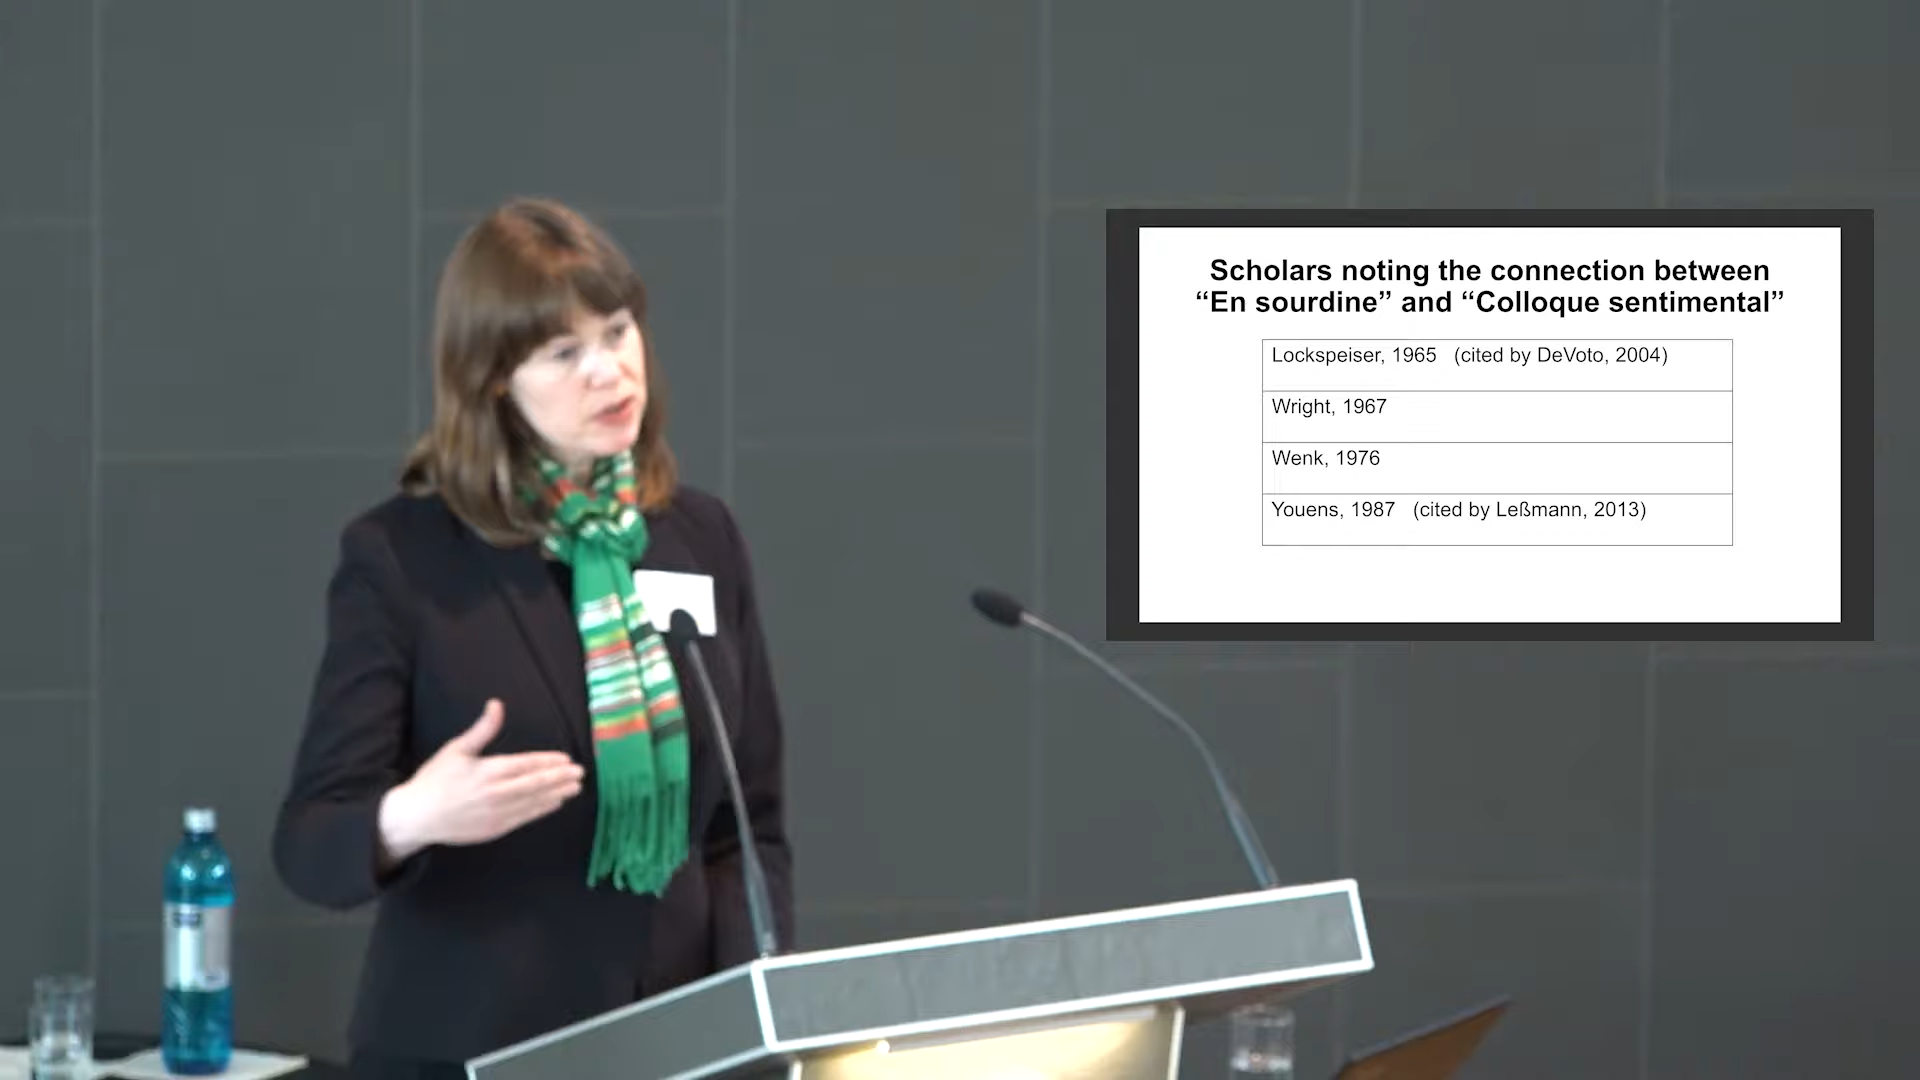 Scholars noting the connection between
“En sourdine” and “Colloque sentimental”
Lockspeiser, 1965 (cited by DeVoto, 2004)
Wright, 1967
Wenk, 1976
Youens, 1987 (cited by Leßmann, 2013)